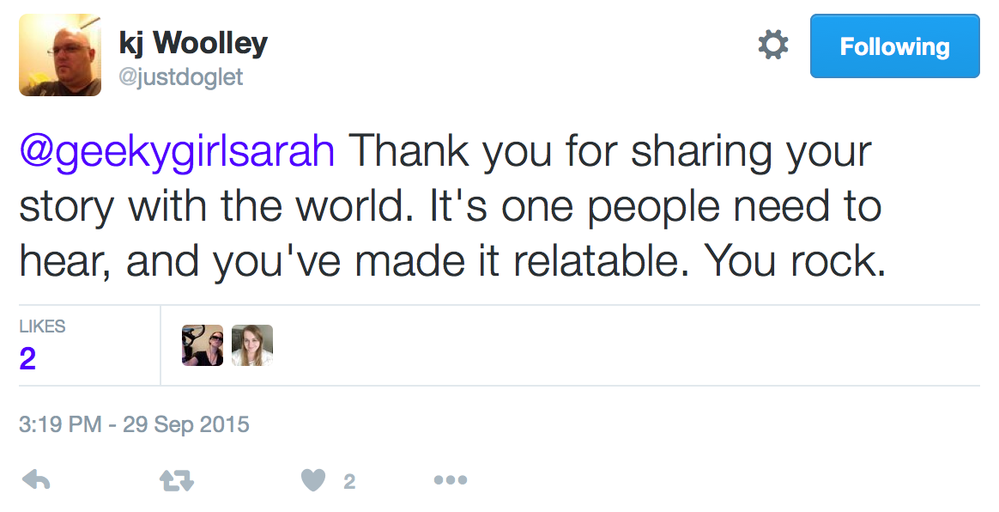 kj Woolley
@justdoglet
Following
@geekygirlsarah Thank you for sharing your
story with the world. It's one people need to
hear, and you've made it relatable. You rock.
LIKES
2
3:19 PM - 29 Sep 2015
2